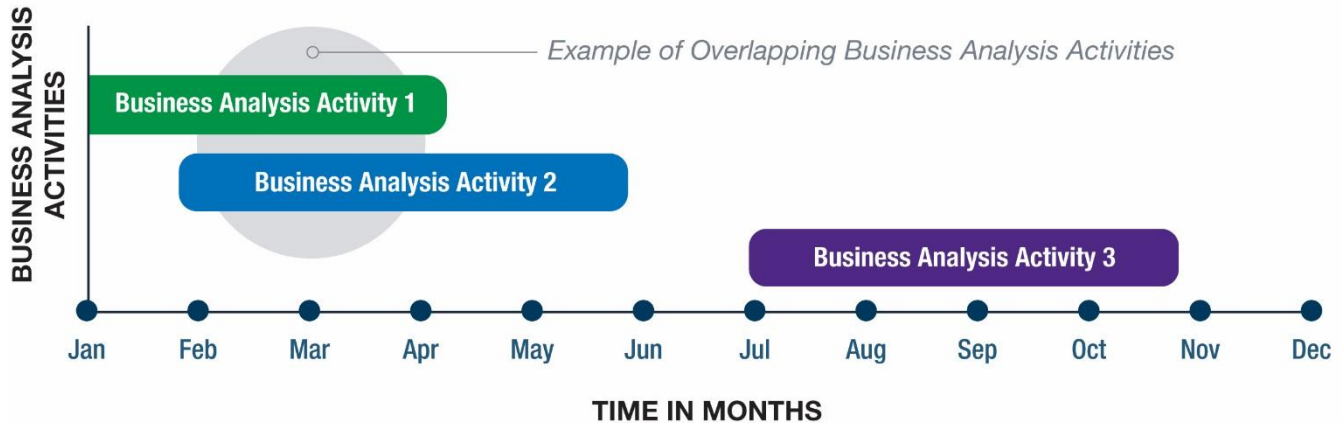 BUSINESS ANALYSIS
ACTIVITIES
Example of Overlapping Business Analysis Activities
Business Analysis Activity 1
Business Analysis Activity 2
Business Analysis Activity 3
Jan Feb Mar Apr May Jun Jul Aug Sep Oct Nov Dec
TIME IN MONTHS